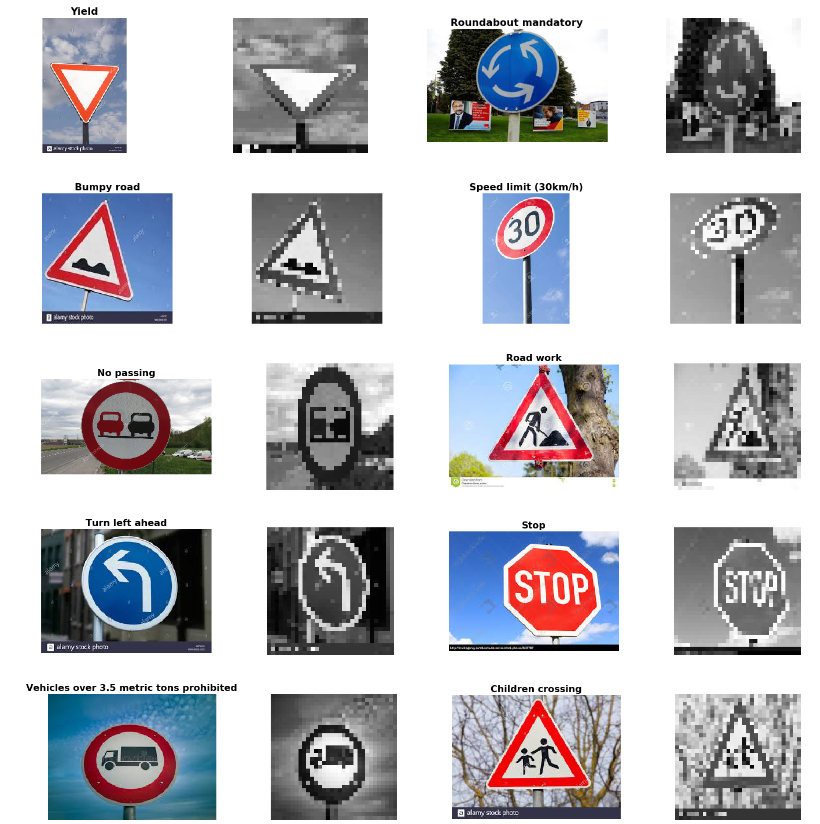 Yield
Roundabout mandatory
alamy stock photo
Bumpy road
Speed limit (30km/h)
30
30
alamy stock photo
No passing
Road work
Turn left ahead
Stop
STOP
STOP
alamy stock photo
Vehicles over 3.5 metric tons prohibited
Children crossing
alamy stock photo